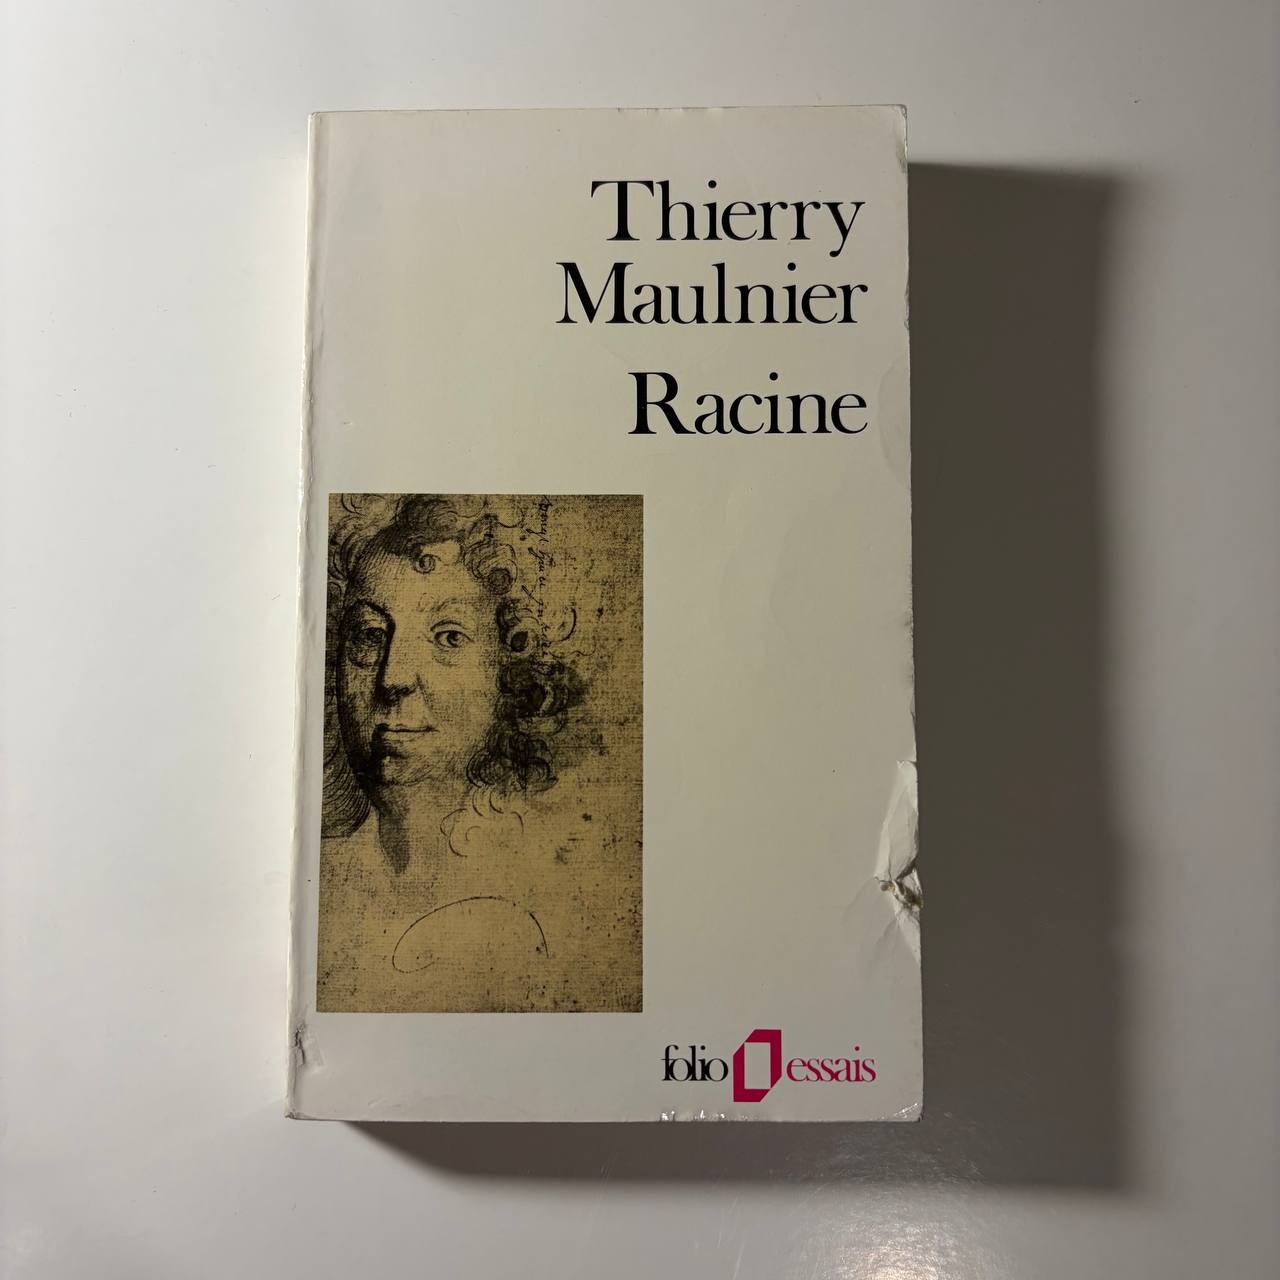 Thierry
Maulnier
Racine
folio essais